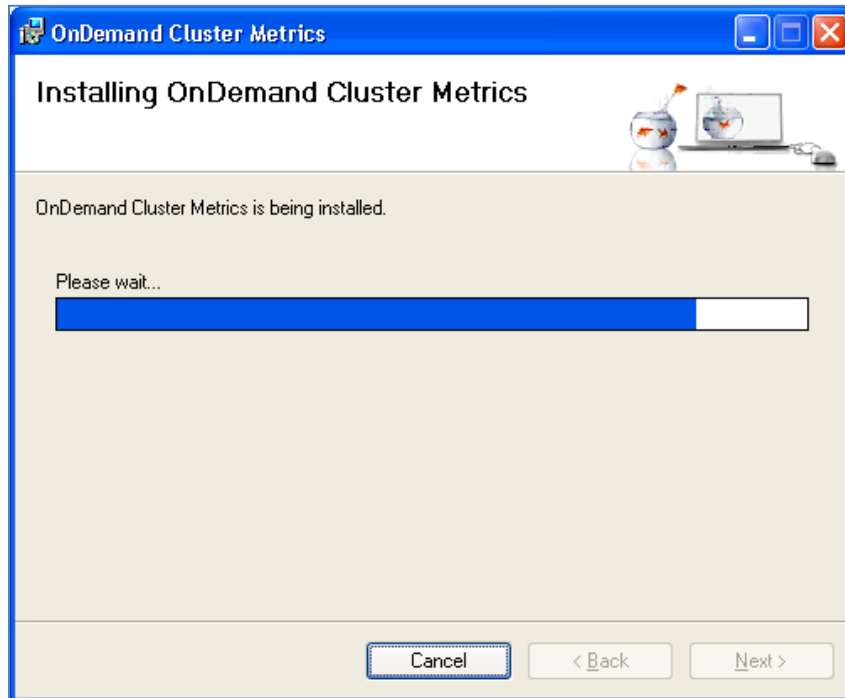 OnDemand Cluster Metrics
Installing OnDemand Cluster Metrics
OnDemand Cluster Metrics is being installed.
Please wait...
Cancel
< Back
Next >